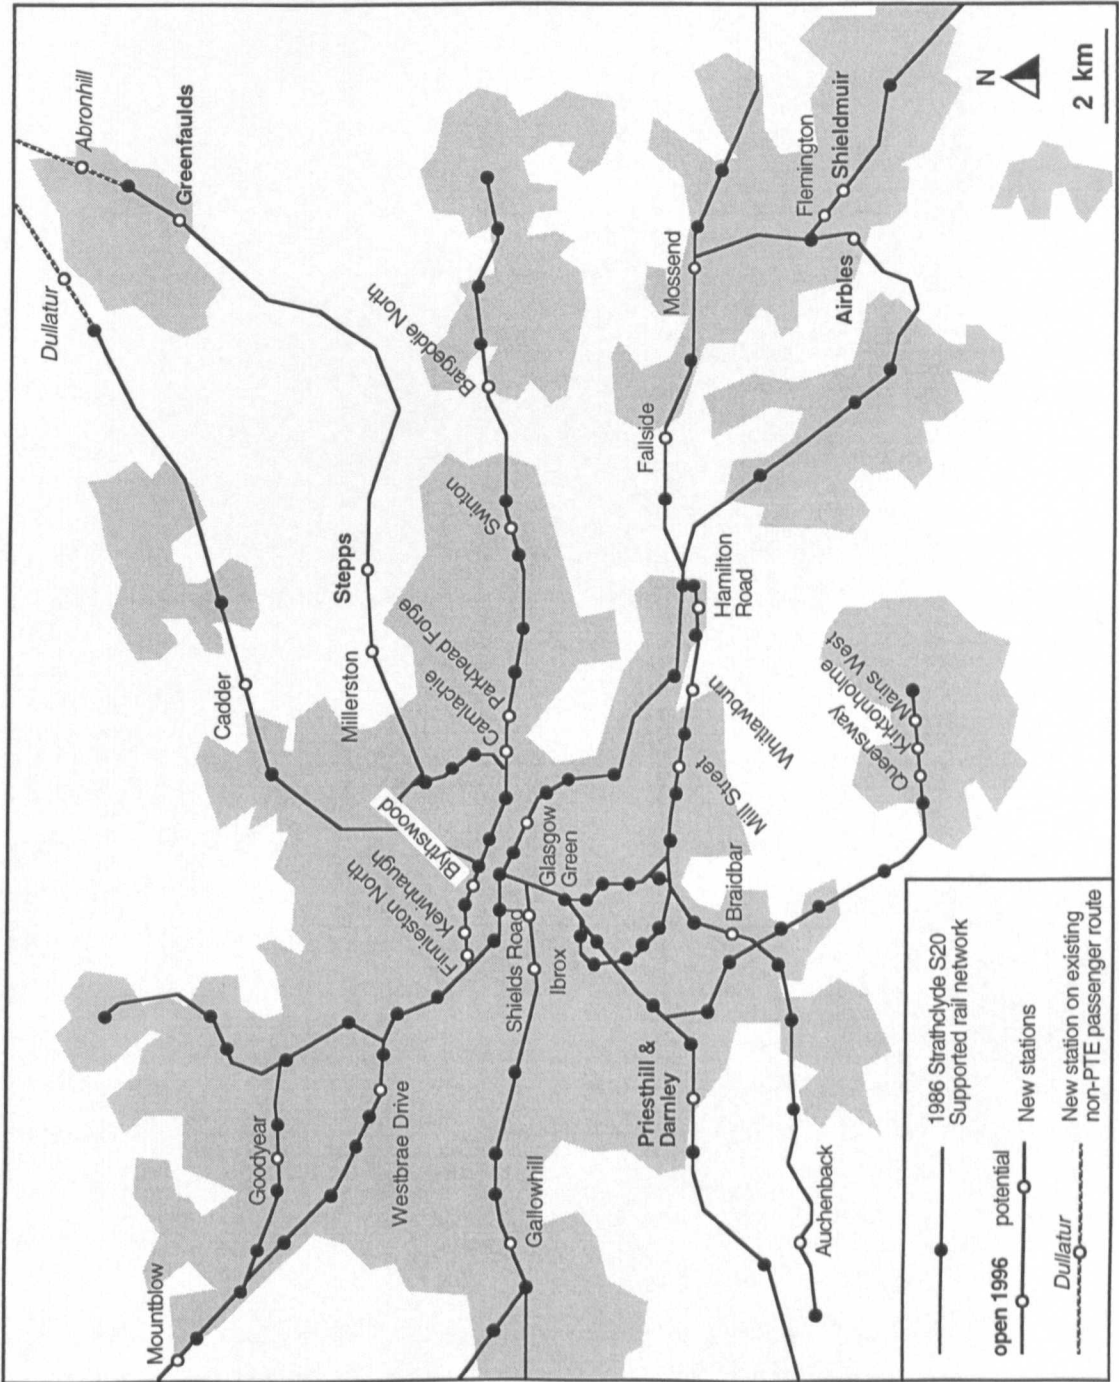 Abronhill
Greenfaulds
Dullatur
Bargeddie North
Swinton
Stepps
Parkhead Forge
Camlachie
Millerston
Cadder
Blythswood
Kelvinhaugh
Finnieston North
Goodyear
Mountblow
Westbrae Drive
Shields Road
Ibrox
Glasgow
Green
Gallowhill
Mossend
Flemington
Shieldmuir
Airbles
Fallside
Hamilton
Road
Whitlawburn
Mill Street
Braidbar
Mains West
Kirktonholme
Queensway
Priesthill &
Darnley
Auchenback
N
2 km
1986 Strathclyde S20
Supported rail network
open 1996
potential
New stations
Dullatur
New station on existing
non-PTE passenger route